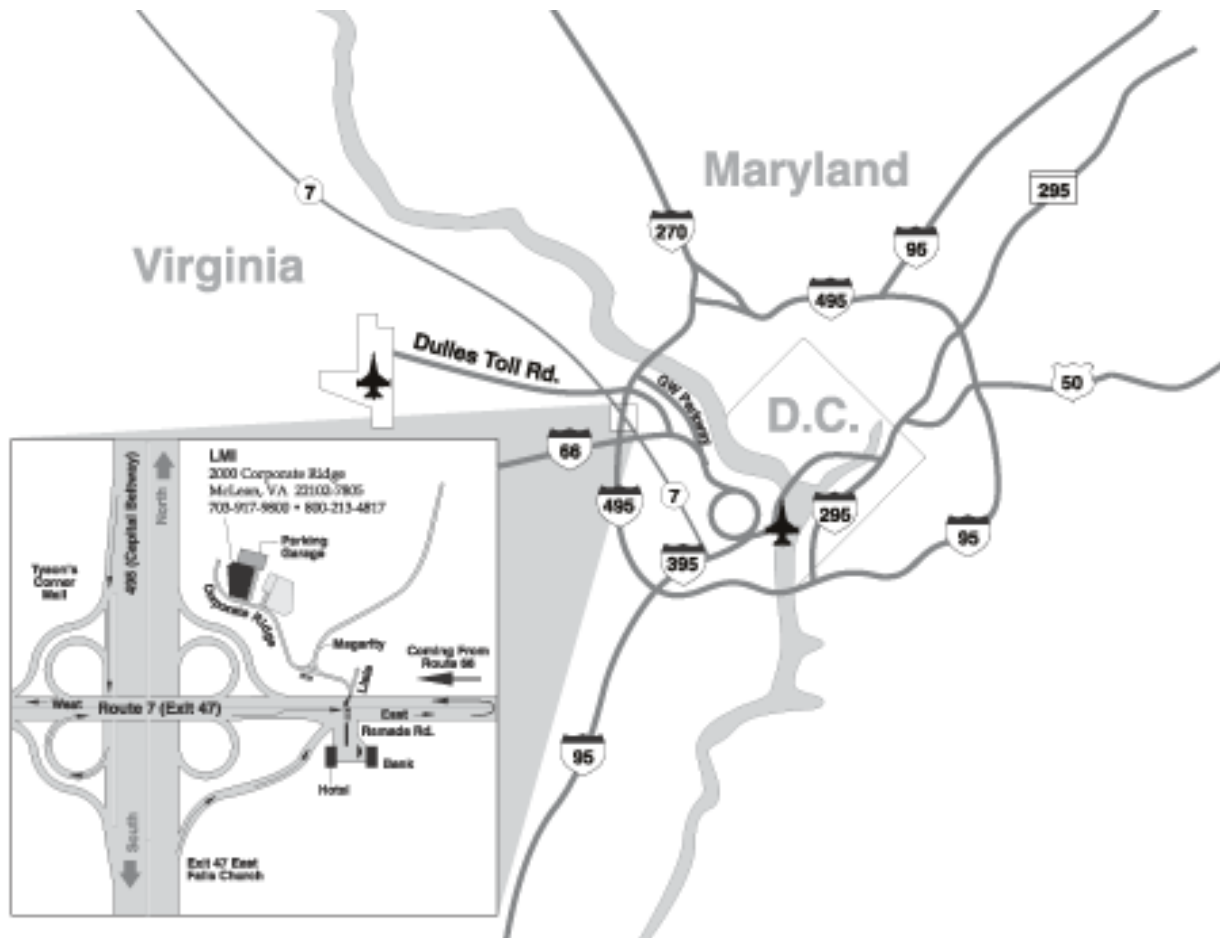 Maryland
Virginia
D.C.
7
270
95
295
495
50
Dulles Toll Rd.
GW Parkway
66
495
7
395
295
95
95
LMI
2000 Corporate Ridge
McLean, VA 22102-7805
703-917-9800 • 800-213-4817
495 (Capital Beltway)
North
Parking
Garage
Tyson's
Corner
Mall
Corporate Ridge
Magarity
Coming From
Route 66
Lisle
West
Route 7 (Exit 47)
East
Ramada Rd.
Bank
Hotel
South
Exit 47 East
Falls Church